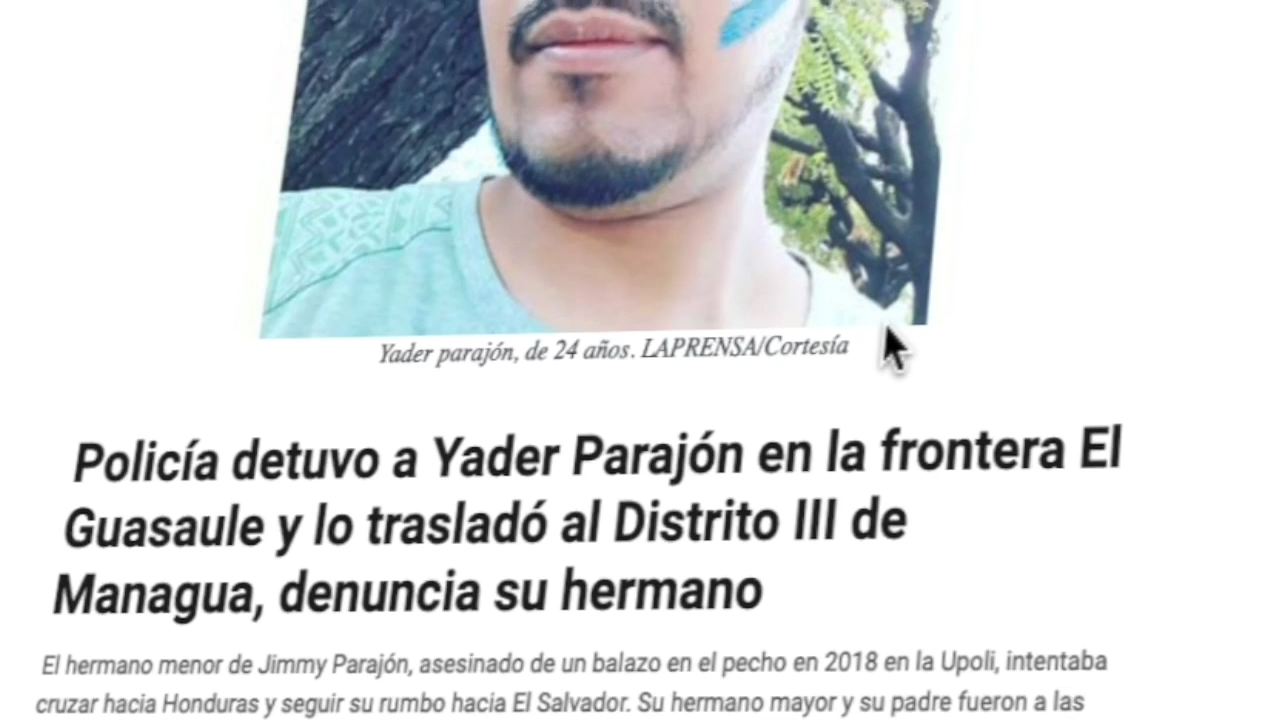 Yader parajón, de 24 años. LAPRENSA/Cortesía
Policía detuvo a Yader Parajón en la frontera El
Guasaule y lo trasladó al Distrito III de
Managua, denuncia su hermano
El hermano menor de Jimmy Parajón, asesinado de un balazo en el pecho en 2018 en la Upoli, intentaba
cruzar hacia Honduras y seguir su rumbo hacia El Salvador. Su hermano mayor y su padre fueron a las